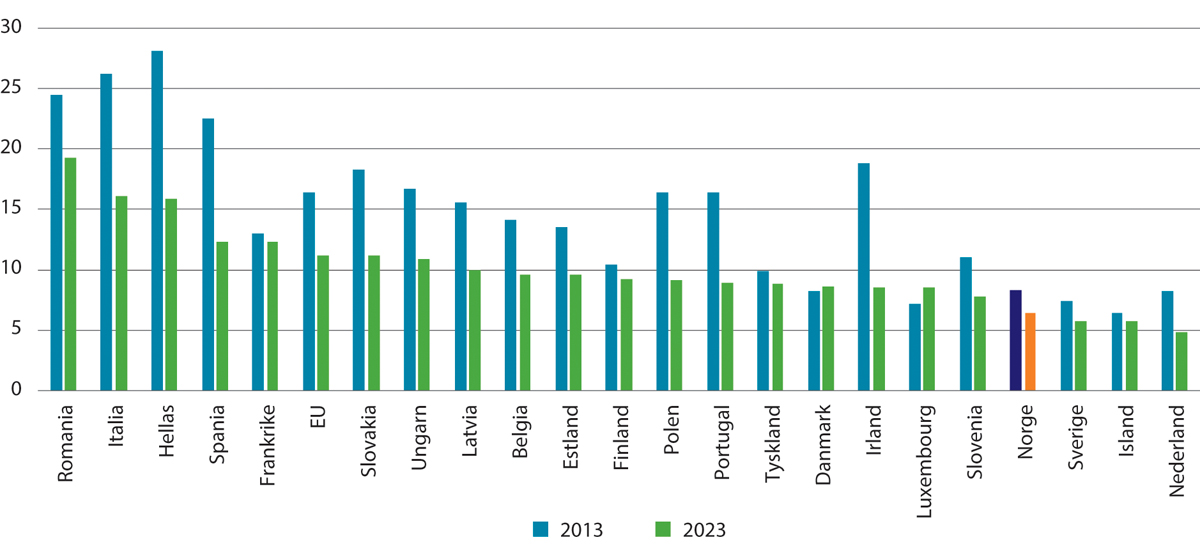 30
25
20
15
10
5
0
Romania
Italia
Hellas
Spania
Frankrike
EU
Slovakia
Ungarn
Latvia
Belgia
Estland
Finland
Polen
Portugal
Tyskland
Danmark
Irland
Luxembourg
Slovenia
Norge
Sverige
Island
Nederland
2013 2023